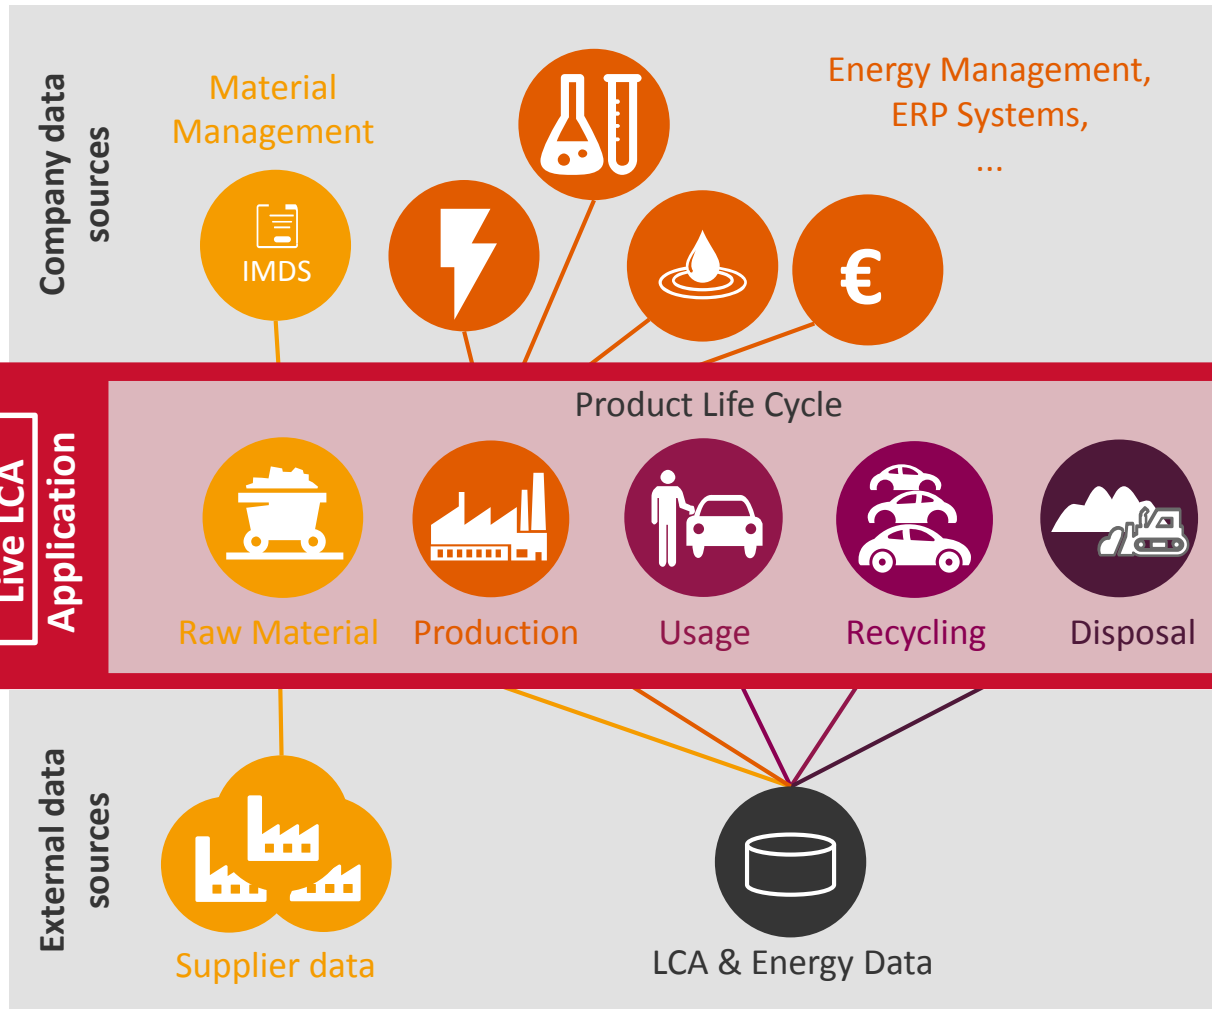 Company data
sources
Material
Management
IMDS
Energy Management,
ERP Systems,
...
€
Live LCA
Application
Product Life Cycle
Raw Material
Production
Usage
Recycling
Disposal
External data
sources
Supplier data
LCA & Energy Data